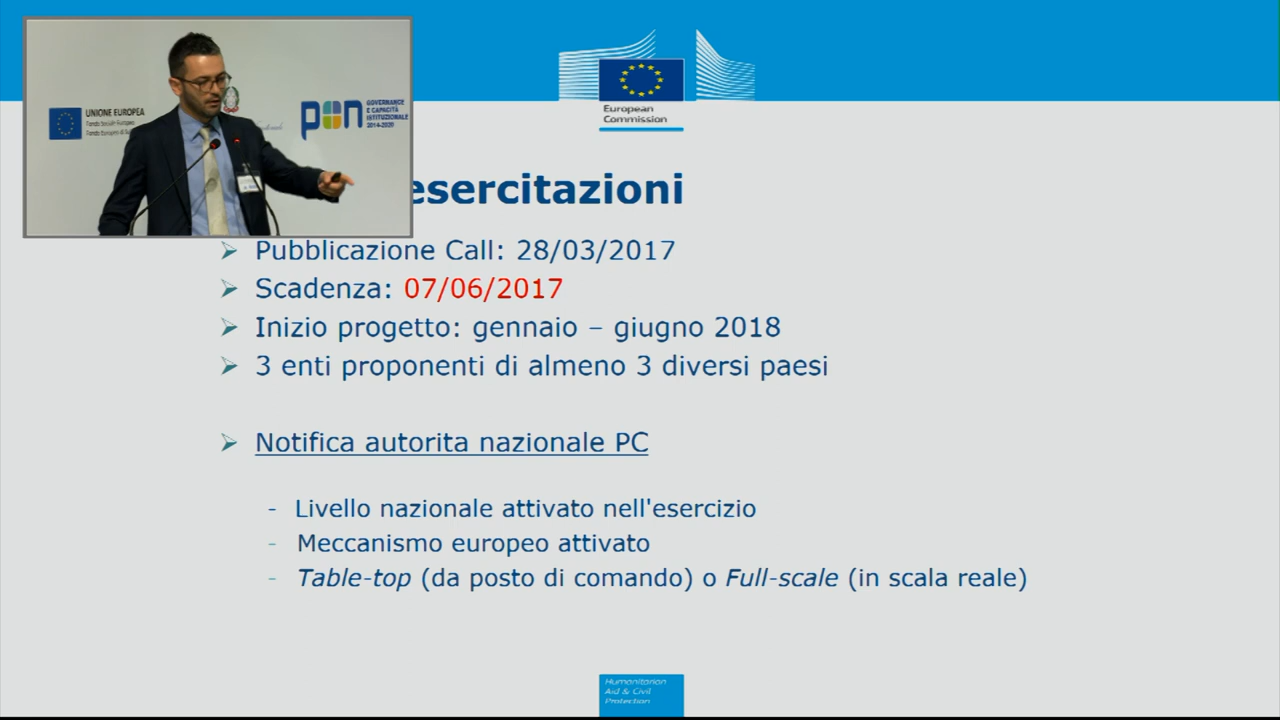 UNIONE EUROPEA
Fondo Sociale Europeo
PON
GOVERNANCE
E CAPACITÀ
ISTITUZIONALE
2014-2020
European
Commission
esercitazioni
Pubblicazione Call: 28/03/2017
Scadenza: 07/06/2017
Inizio progetto: gennaio – giugno 2018
3 enti proponenti di almeno 3 diversi paesi
Notifica autorita nazionale PC
- Livello nazionale attivato nell'esercizio
- Meccanismo europeo attivato
- Table-top (da posto di comando) o Full-scale (in scala reale)
Humanitarian
Aid & Civil
Protection